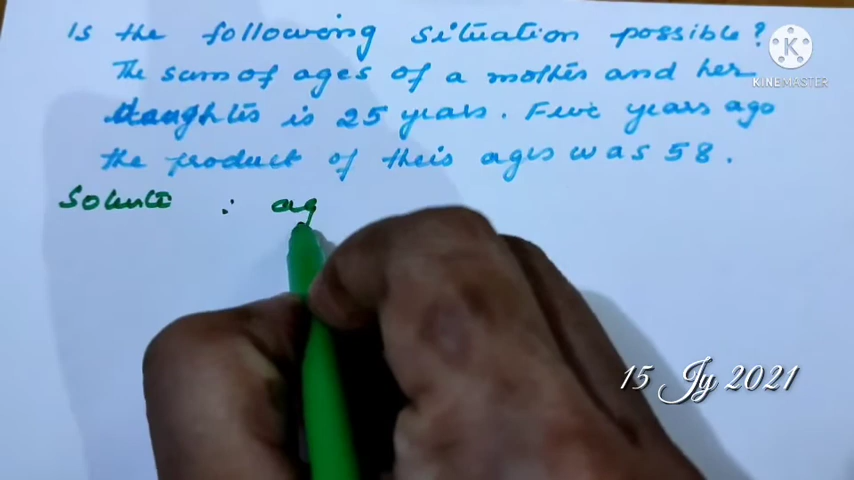 Is the following situation possible?
The sum of ages of a mother and her
daughter is 25 years. Five years ago
the product of their ages was 58.
Solution : ag
K
KINEMASTER
15 Jy 2021